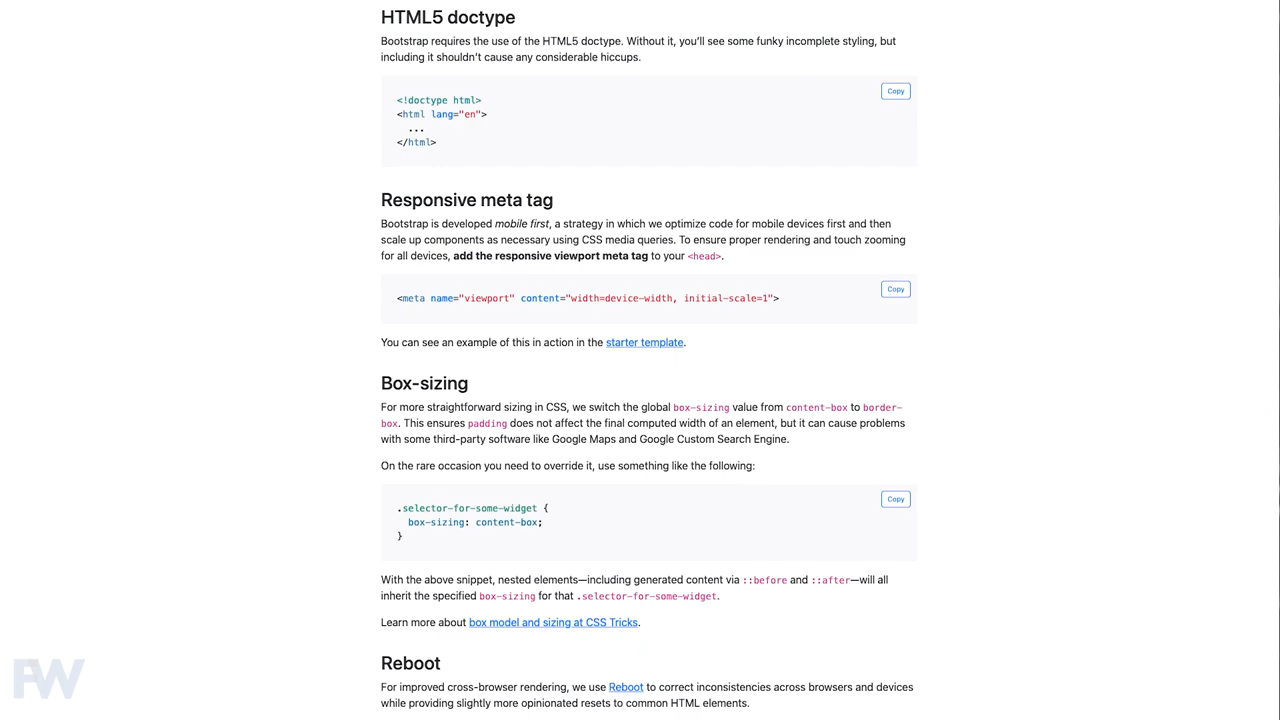 HTML5 doctype
Bootstrap requires the use of the HTML5 doctype. Without it, you’ll see some funky incomplete styling, but
including it shouldn’t cause any considerable hiccups.
Copy
<!doctype html>
<html lang="en">
  ...
</html>
Responsive meta tag
Bootstrap is developed mobile first, a strategy in which we optimize code for mobile devices first and then
scale up components as necessary using CSS media queries. To ensure proper rendering and touch zooming
for all devices, add the responsive viewport meta tag to your <head>.
Copy
<meta name="viewport" content="width=device-width, initial-scale=1">
You can see an example of this in action in the starter template.
Box-sizing
For more straightforward sizing in CSS, we switch the global box-sizing value from content-box to border-
box. This ensures padding does not affect the final computed width of an element, but it can cause problems
with some third-party software like Google Maps and Google Custom Search Engine.
On the rare occasion you need to override it, use something like the following:
Copy
.selector-for-some-widget {
  box-sizing: content-box;
}
With the above snippet, nested elements—including generated content via ::before and ::after—will all
inherit the specified box-sizing for that .selector-for-some-widget.
Learn more about box model and sizing at CSS Tricks.
Reboot
For improved cross-browser rendering, we use Reboot to correct inconsistencies across browsers and devices
while providing slightly more opinionated resets to common HTML elements.
FW